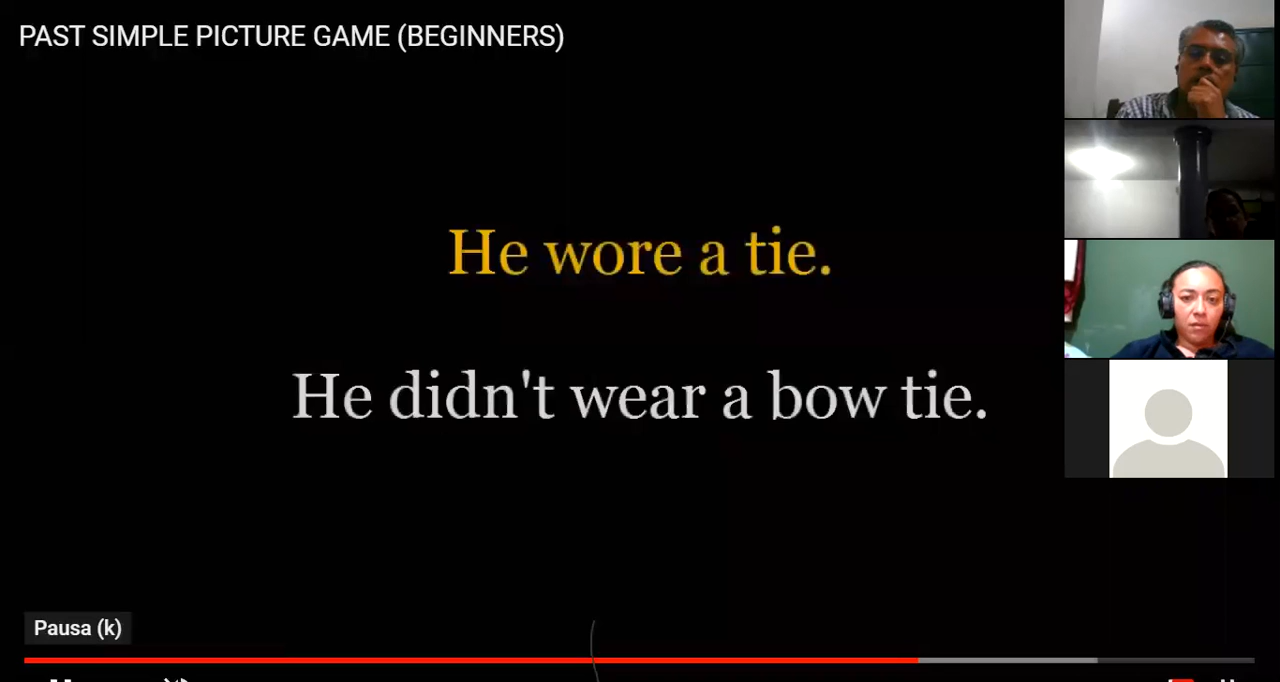 PAST SIMPLE PICTURE GAME (BEGINNERS)
He wore a tie.
He didn't wear a bow tie.
Pausa (k)